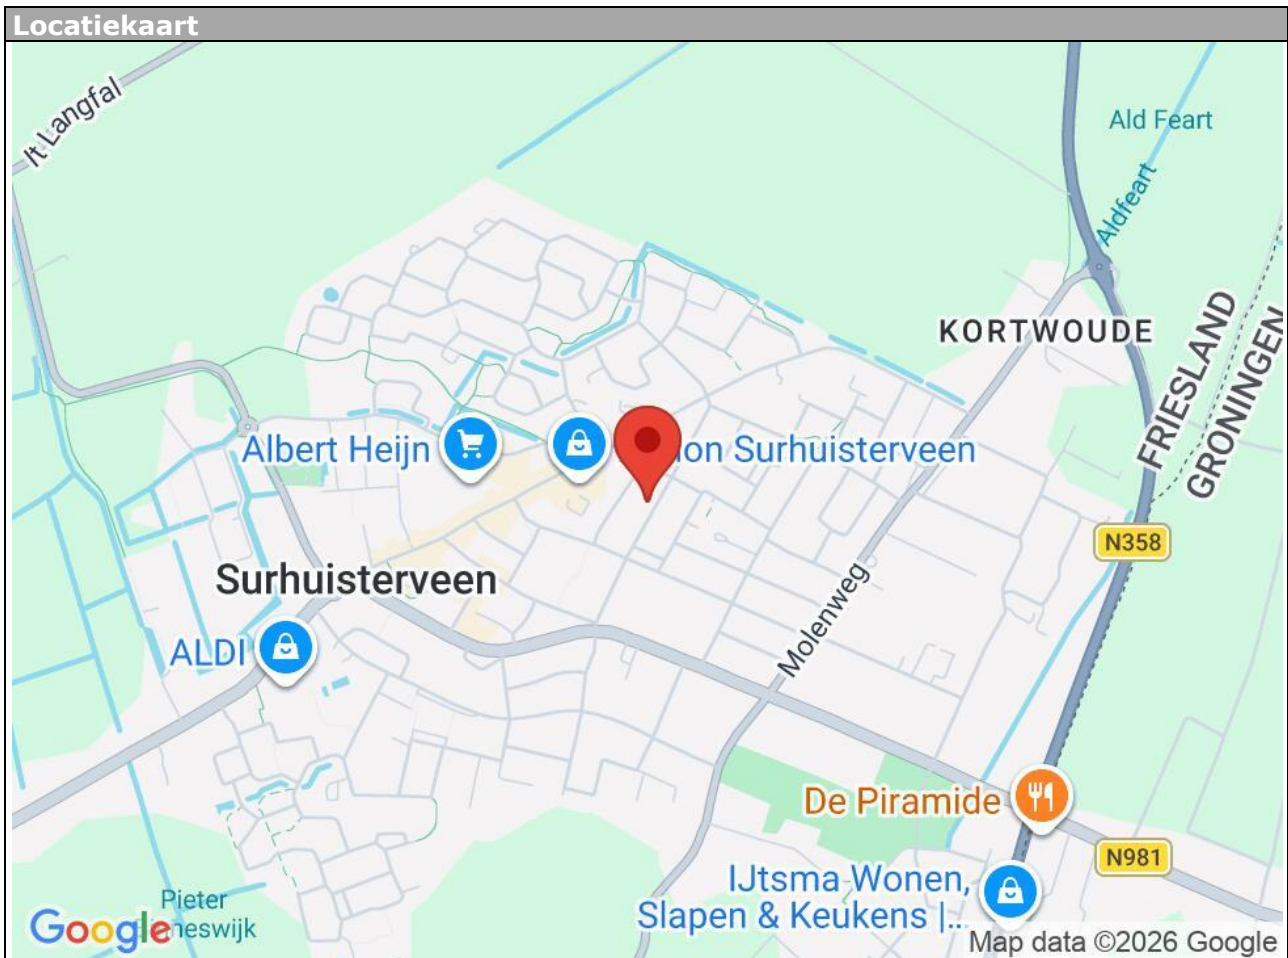 Locatiekaart
It Langfal
Ald Feart
Aldfeart
KORTWOUDE
FRIESLAND
GRONINGEN
Albert Heijn
Surhuisterveen
N358
Surhuisterveen
Molenweg
ALDI
De Piramide
N981
IJtsma Wonen,
Slapen & Keukens |...
Pieter
Google
Map data ©2026 Google